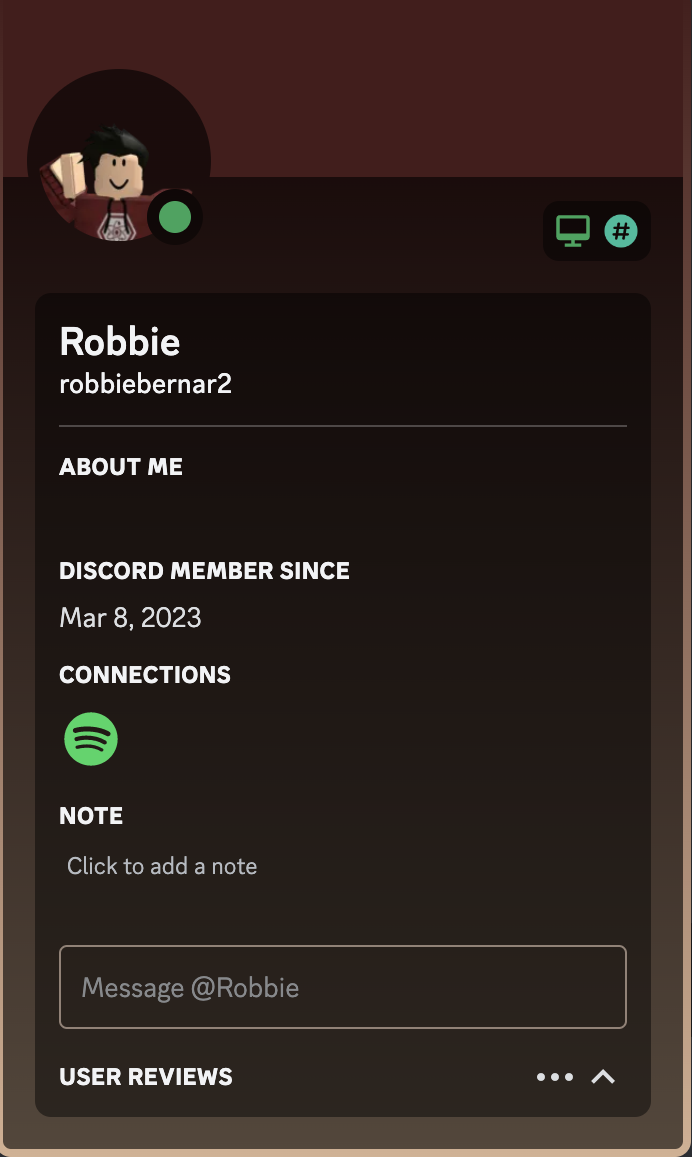 #
Robbie
robbiebernar2
ABOUT ME
DISCORD MEMBER SINCE
Mar 8, 2023
CONNECTIONS
NOTE
Click to add a note
Message @Robbie
USER REVIEWS